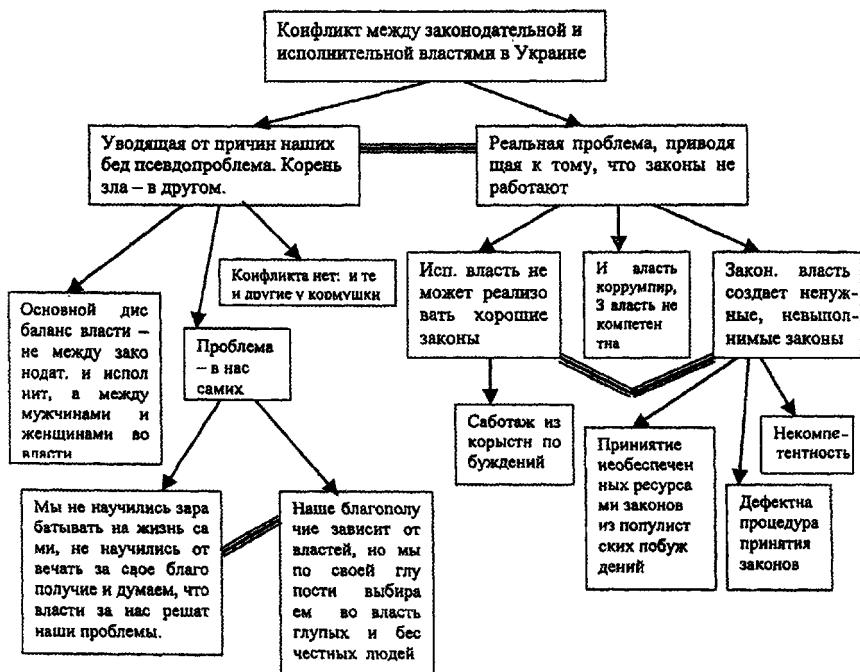 Конфликт между законодательной и
исполнительной властями в Украине
Уводящая от причин наших
бед псевдопроблема. Корень
зла – в другом.
Реальная проблема, приводя
щая к тому, что законы не
работают
Конфликта нет: и те
и другие у кормушки
Исп. власть не
может реализо
вать хорошие
законы
И власть
коррумпир,
З власть не
компетен
тна
Закон. власть
создает ненуж-
ные, невыпол-
нимые законы
Основной дис
баланс власти –
не между зако
нодат. и испол
нит, а между
мужчинами и
женщинами во
власти
Проблема
– в нас
самих
Саботаж из
корыстн по
буждений
Приниятие
необеспечен
ных ресурса
ми законов
из популист
ских побуж
дений
Некомпе-
тентность
Дефектна
процедура
принятия
законов
Мы не научились зара
батывать на жизнь са
ми, не научились от
вечать за свое благо
получие и думаем, что
власти за нас решат
наши проблемы.
Наше благополу
чие зависит от
властей, но мы
по своей глу
пости выбира
ем во власть
глупых и бес
честных людей